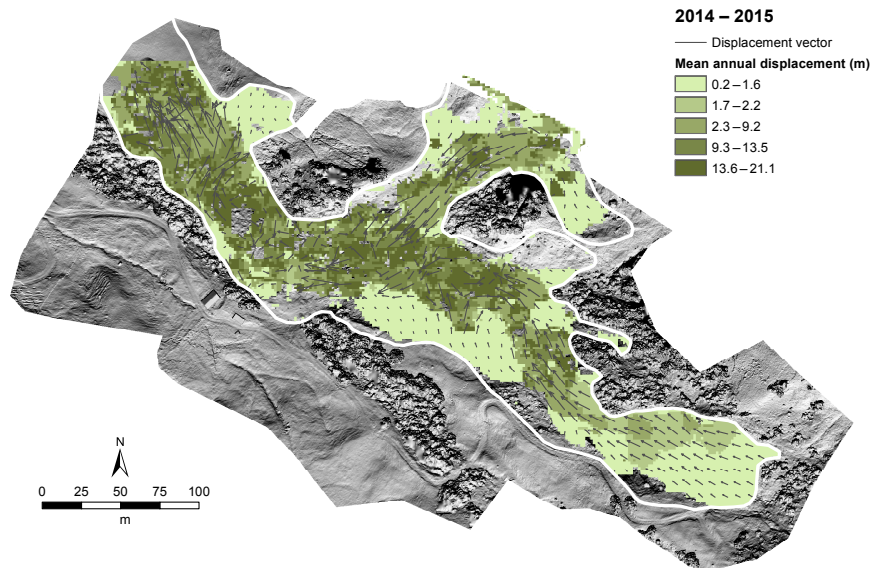 2014 – 2015
Displacement vector
Mean annual displacement (m)
0.2–1.6
1.7–2.2
2.3–9.2
9.3–13.5
13.6–21.1
N
0 25 50 75 100
m